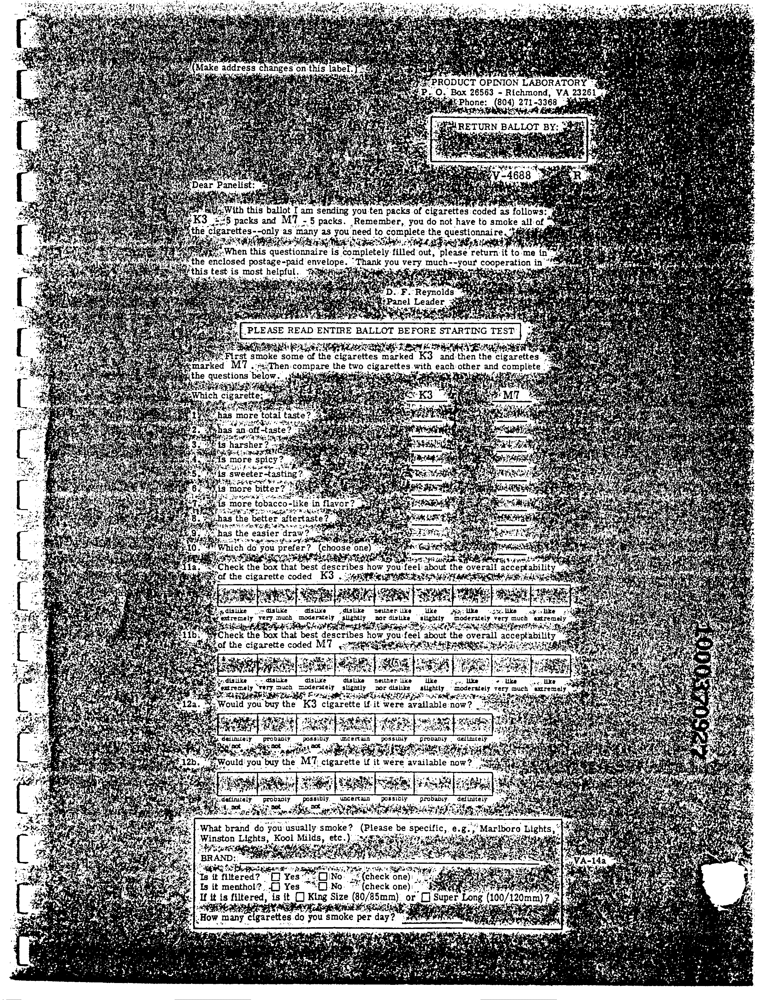 (Make address changes on this label.)
PRODUCT OPINION LABORATORY
P. O. Box 26563 - Richmond, VA 23261
Phone: (804) 271-3368
RETURN BALLOT BY:
V-4688 R
Dear Panelist:
With this ballot I am sending you ten packs of cigarettes coded as follows:
K3 - 5 packs and M7 - 5 packs. Remember, you do not have to smoke all of
the cigarettes--only as many as you need to complete the questionnaire.
When this questionnaire is completely filled out, please return it to me in
the enclosed postage-paid envelope. Thank you very much--your cooperation in
this test is most helpful.
D. F. Reynolds
Panel Leader
PLEASE READ ENTIRE BALLOT BEFORE STARTING TEST
First smoke some of the cigarettes marked K3 and then the cigarettes
marked M7. Then compare the two cigarettes with each other and complete
the questions below.
Which cigarette: K3 M7
1. has more total taste?
2. has an off-taste?
3. is harsher?
4. is more spicy?
5. is sweeter-tasting?
6. is more bitter?
7. is more tobacco-like in flavor?
8. has the better aftertaste?
9. has the easier draw?
10. Which do you prefer? (choose one)
11a. Check the box that best describes how you feel about the overall acceptability
of the cigarette coded K3.
dislike dislike dislike dislike neither like like like like like
extremely very much moderately slightly nor dislike slightly moderately very much extremely
11b. Check the box that best describes how you feel about the overall acceptability
of the cigarette coded M7
dislike dislike dislike dislike neither like like like like like
extremely very much moderately slightly nor dislike slightly moderately very much extremely
12a. Would you buy the K3 cigarette if it were available now?
definitely probably possibly uncertain possibly probably definitely
not not not
12b. Would you buy the M7 cigarette if it were available now?
definitely probably possibly uncertain possibly probably definitely
not not not
What brand do you usually smoke? (Please be specific, e.g., Marlboro Lights,
Winston Lights, Kool Milds, etc.)
BRAND:
VA-14a
Is it filtered? Yes No (check one)
Is it menthol? Yes No (check one)
If it is filtered, is it King Size (80/85mm) or Super Long (100/120mm)?
How many cigarettes do you smoke per day?